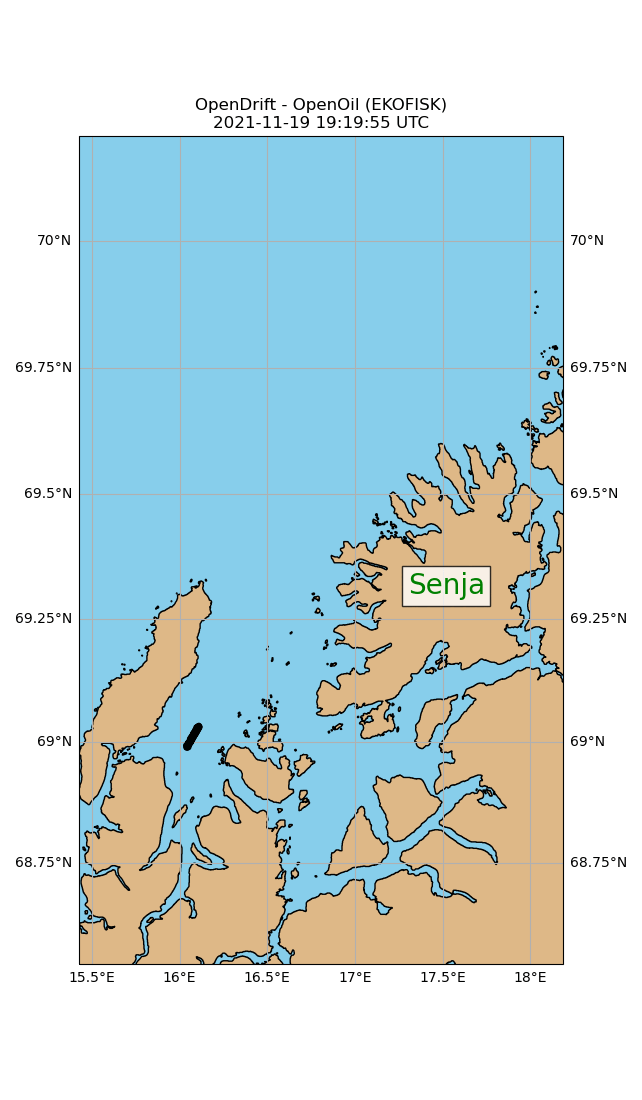 OpenDrift - OpenOil (EKOFISK)
2021-11-19 19:19:55 UTC
70°N 70°N
69.75°N 69.75°N
69.5°N 69.5°N
Senja
69.25°N 69.25°N
69°N 69°N
68.75°N 68.75°N
15.5°E 16°E 16.5°E 17°E 17.5°E 18°E